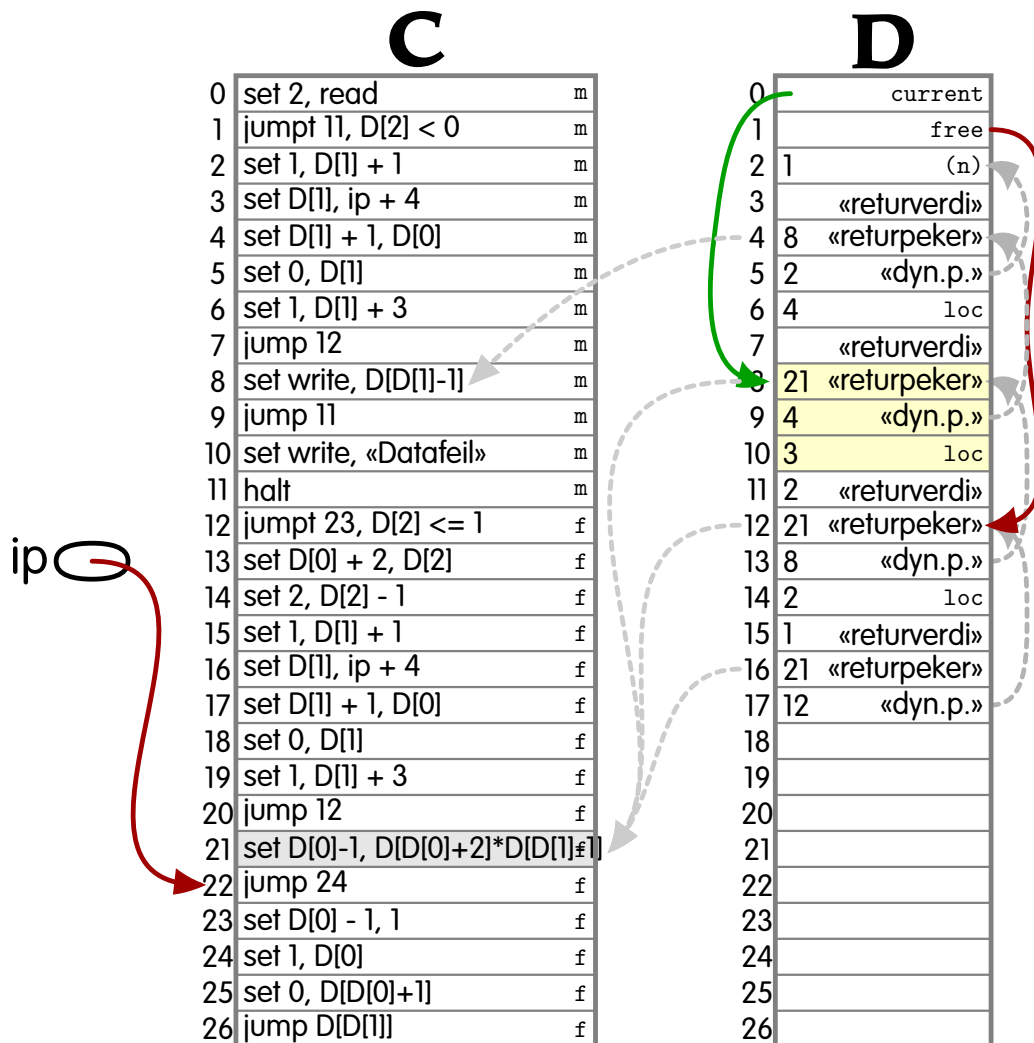 C D
0 set 2, read m 0 current
1 jumpt 11, D[2] < 0 m 1 free
2 set 1, D[1] + 1 m 2 1 (n)
3 set D[1], ip + 4 m 3 «returverdi»
4 set D[1] + 1, D[0] m 4 8 «returpeker»
5 set 0, D[1] m 5 2 «dyn.p.»
6 set 1, D[1] + 3 m 6 4 loc
7 jump 12 m 7 «returverdi»
8 set write, D[D[1]-1] m 8 21 «returpeker»
9 jump 11 m 9 4 «dyn.p.»
10 set write, «Datafeil» m 10 3 loc
11 halt m 11 2 «returverdi»
12 jumpt 23, D[2] <= 1 f 12 21 «returpeker»
ip 13 set D[0] + 2, D[2] f 13 8 «dyn.p.»
14 set 2, D[2] - 1 f 14 2 loc
15 set 1, D[1] + 1 f 15 1 «returverdi»
16 set D[1], ip + 4 f 16 21 «returpeker»
17 set D[1] + 1, D[0] f 17 12 «dyn.p.»
18 set 0, D[1] f 18
19 set 1, D[1] + 3 f 19
20 jump 12 f 20
21 set D[0]-1, D[D[0]+2]*D[D[1]-1] f 21
22 jump 24 f 22
23 set D[0] - 1, 1 f 23
24 set 1, D[0] f 24
25 set 0, D[D[0]+1] f 25
26 jump D[D[1]] f 26